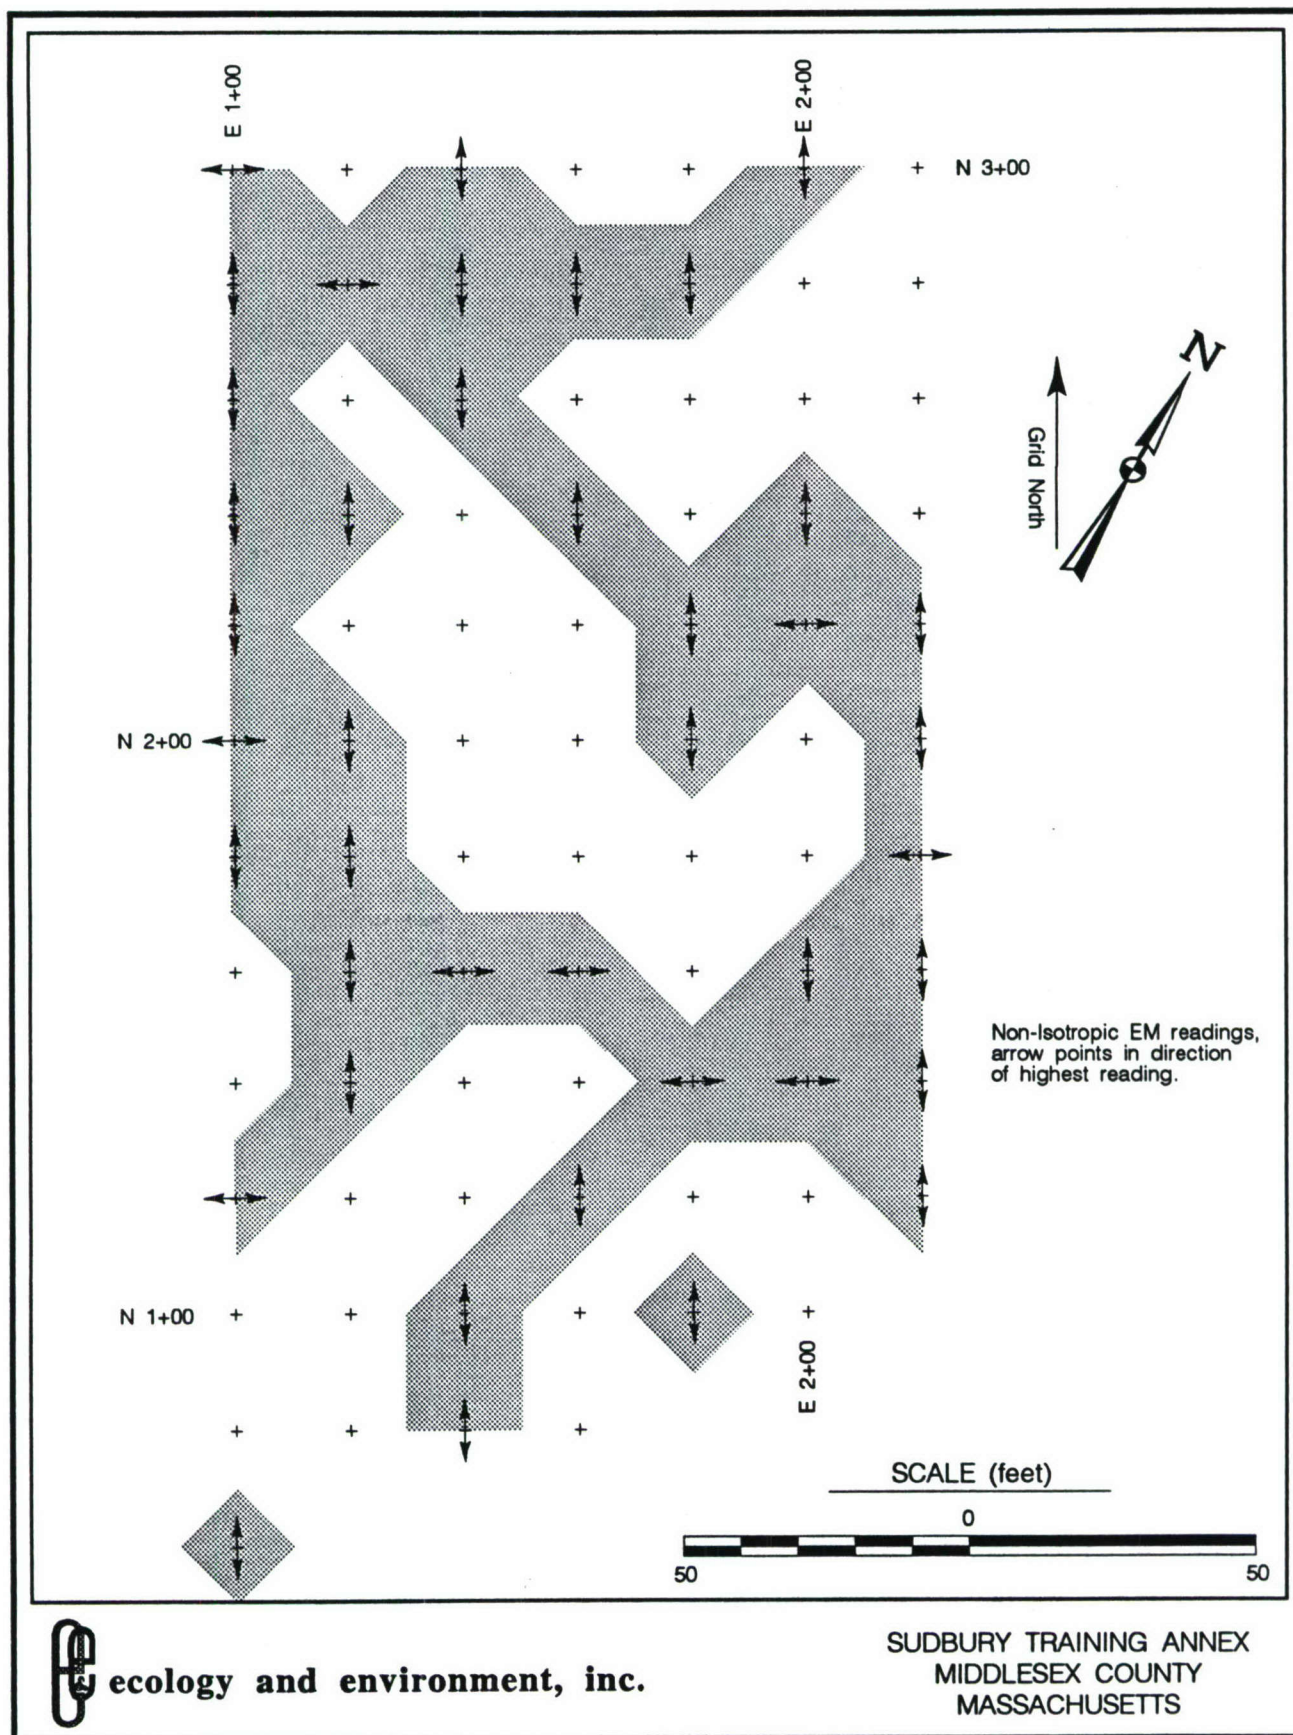 E 1+00
E 2+00
N 3+00
N
Grid North
N 2+00
Non-Isotropic EM readings,
arrow points in direction
of highest reading.
N 1+00
E 2+00
SCALE (feet)
0
50
50
ecology and environment, inc.
SUDBURY TRAINING ANNEX
MIDDLESEX COUNTY
MASSACHUSETTS